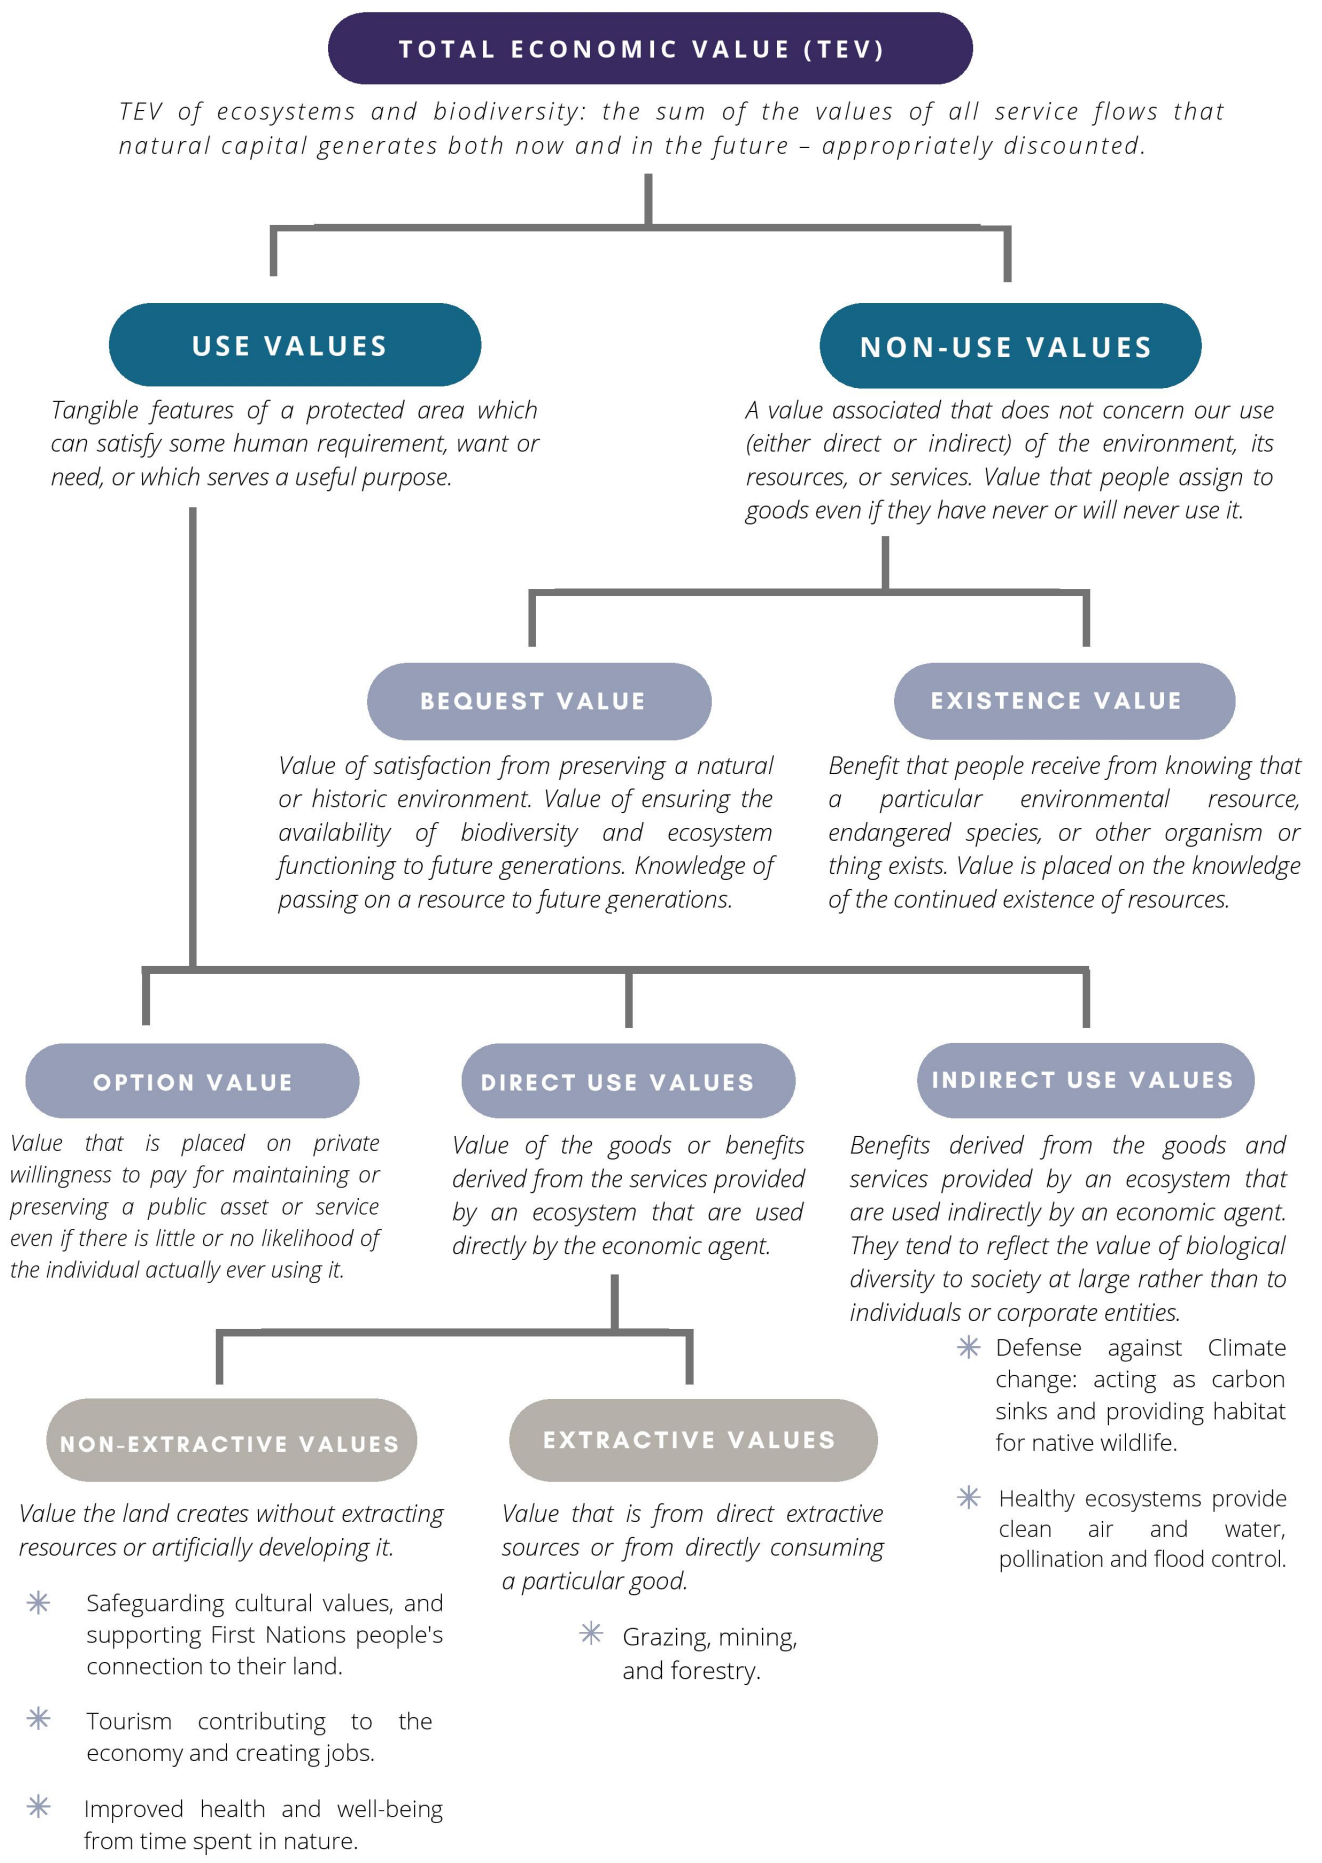 TOTAL ECONOMIC VALUE (TEV)
TEV of ecosystems and biodiversity: the sum of the values of all service flows that
natural capital generates both now and in the future – appropriately discounted.
USE VALUES
Tangible features of a protected area which
can satisfy some human requirement, want or
need, or which serves a useful purpose.
NON-USE VALUES
A value associated that does not concern our use
(either direct or indirect) of the environment, its
resources, or services. Value that people assign to
goods even if they have never or will never use it.
BEQUEST VALUE
Value of satisfaction from preserving a natural
or historic environment. Value of ensuring the
availability of biodiversity and ecosystem
functioning to future generations. Knowledge of
passing on a resource to future generations.
EXISTENCE VALUE
Benefit that people receive from knowing that
a particular environmental resource,
endangered species, or other organism or
thing exists. Value is placed on the knowledge
of the continued existence of resources.
OPTION VALUE
Value that is placed on private
willingness to pay for maintaining or
preserving a public asset or service
even if there is little or no likelihood of
the individual actually ever using it.
DIRECT USE VALUES
Value of the goods or benefits
derived from the services provided
by an ecosystem that are used
directly by the economic agent.
INDIRECT USE VALUES
Benefits derived from the goods and
services provided by an ecosystem that
are used indirectly by an economic agent.
They tend to reflect the value of biological
diversity to society at large rather than to
individuals or corporate entities.
Defense against Climate
change: acting as carbon
sinks and providing habitat
for native wildlife.
Healthy ecosystems provide
clean air and water,
pollination and flood control.
NON-EXTRACTIVE VALUES
Value the land creates without extracting
resources or artificially developing it.
Safeguarding cultural values, and
supporting First Nations people's
connection to their land.
Tourism contributing to the
economy and creating jobs.
Improved health and well-being
from time spent in nature.
EXTRACTIVE VALUES
Value that is from direct extractive
sources or from directly consuming
a particular good.
Grazing, mining,
and forestry.